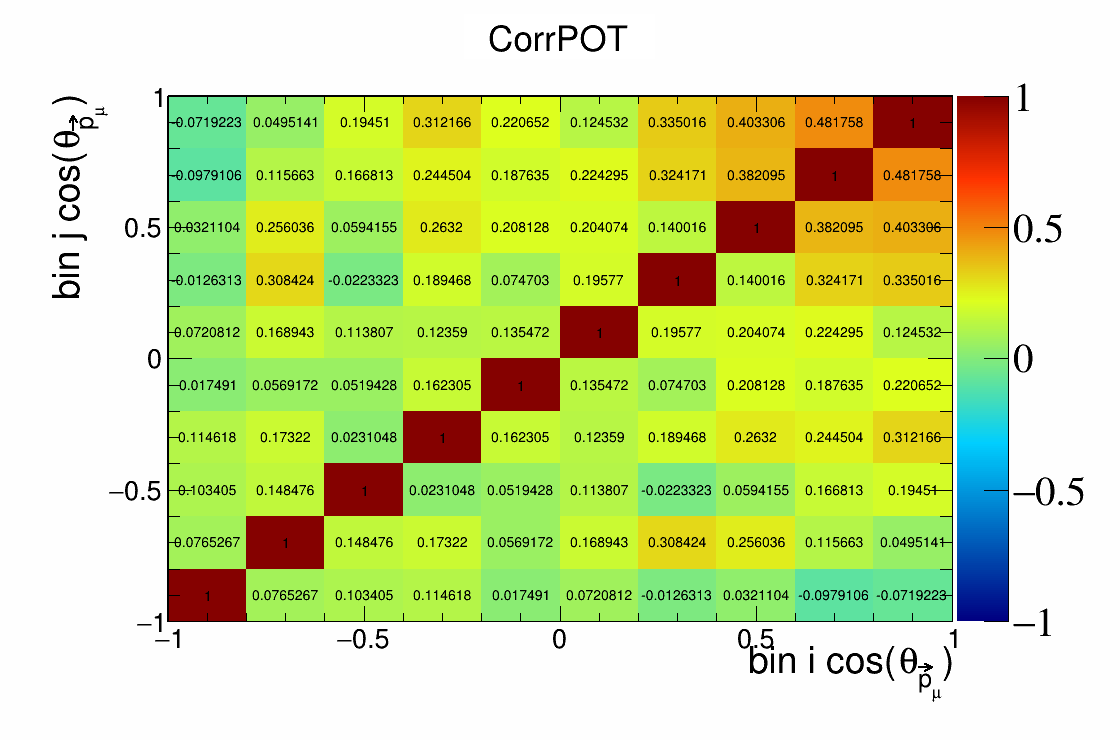 CorrPOT
bin j cos(θ p⃗ μ)
1
0.5
0
−0.5
−1
-0.0719223 0.0495141 0.19451 0.312166 0.220652 0.124532 0.335016 0.403306 0.481758 1
-0.0979106 0.115663 0.166813 0.244504 0.187635 0.224295 0.324171 0.382095 1 0.481758
0.0321104 0.256036 0.0594155 0.2632 0.208128 0.204074 0.140016 1 0.382095 0.403306
-0.0126313 0.308424 -0.0223323 0.189468 0.074703 0.19577 1 0.140016 0.324171 0.335016
0.0720812 0.168943 0.113807 0.12359 0.135472 1 0.19577 0.204074 0.224295 0.124532
0.017491 0.0569172 0.0519428 0.162305 1 0.135472 0.074703 0.208128 0.187635 0.220652
0.114618 0.17322 0.0231048 1 0.162305 0.12359 0.189468 0.2632 0.244504 0.312166
0.103405 0.148476 1 0.0231048 0.0519428 0.113807 -0.0223323 0.0594155 0.166813 0.19451
0.0765267 1 0.148476 0.17322 0.0569172 0.168943 0.308424 0.256036 0.115663 0.0495141
1 0.0765267 0.103405 0.114618 0.017491 0.0720812 -0.0126313 0.0321104 -0.0979106 -0.0719223
−1 −0.5 0 0.5 1
bin i cos(θ p⃗ μ)
1
0.5
0
−0.5
−1